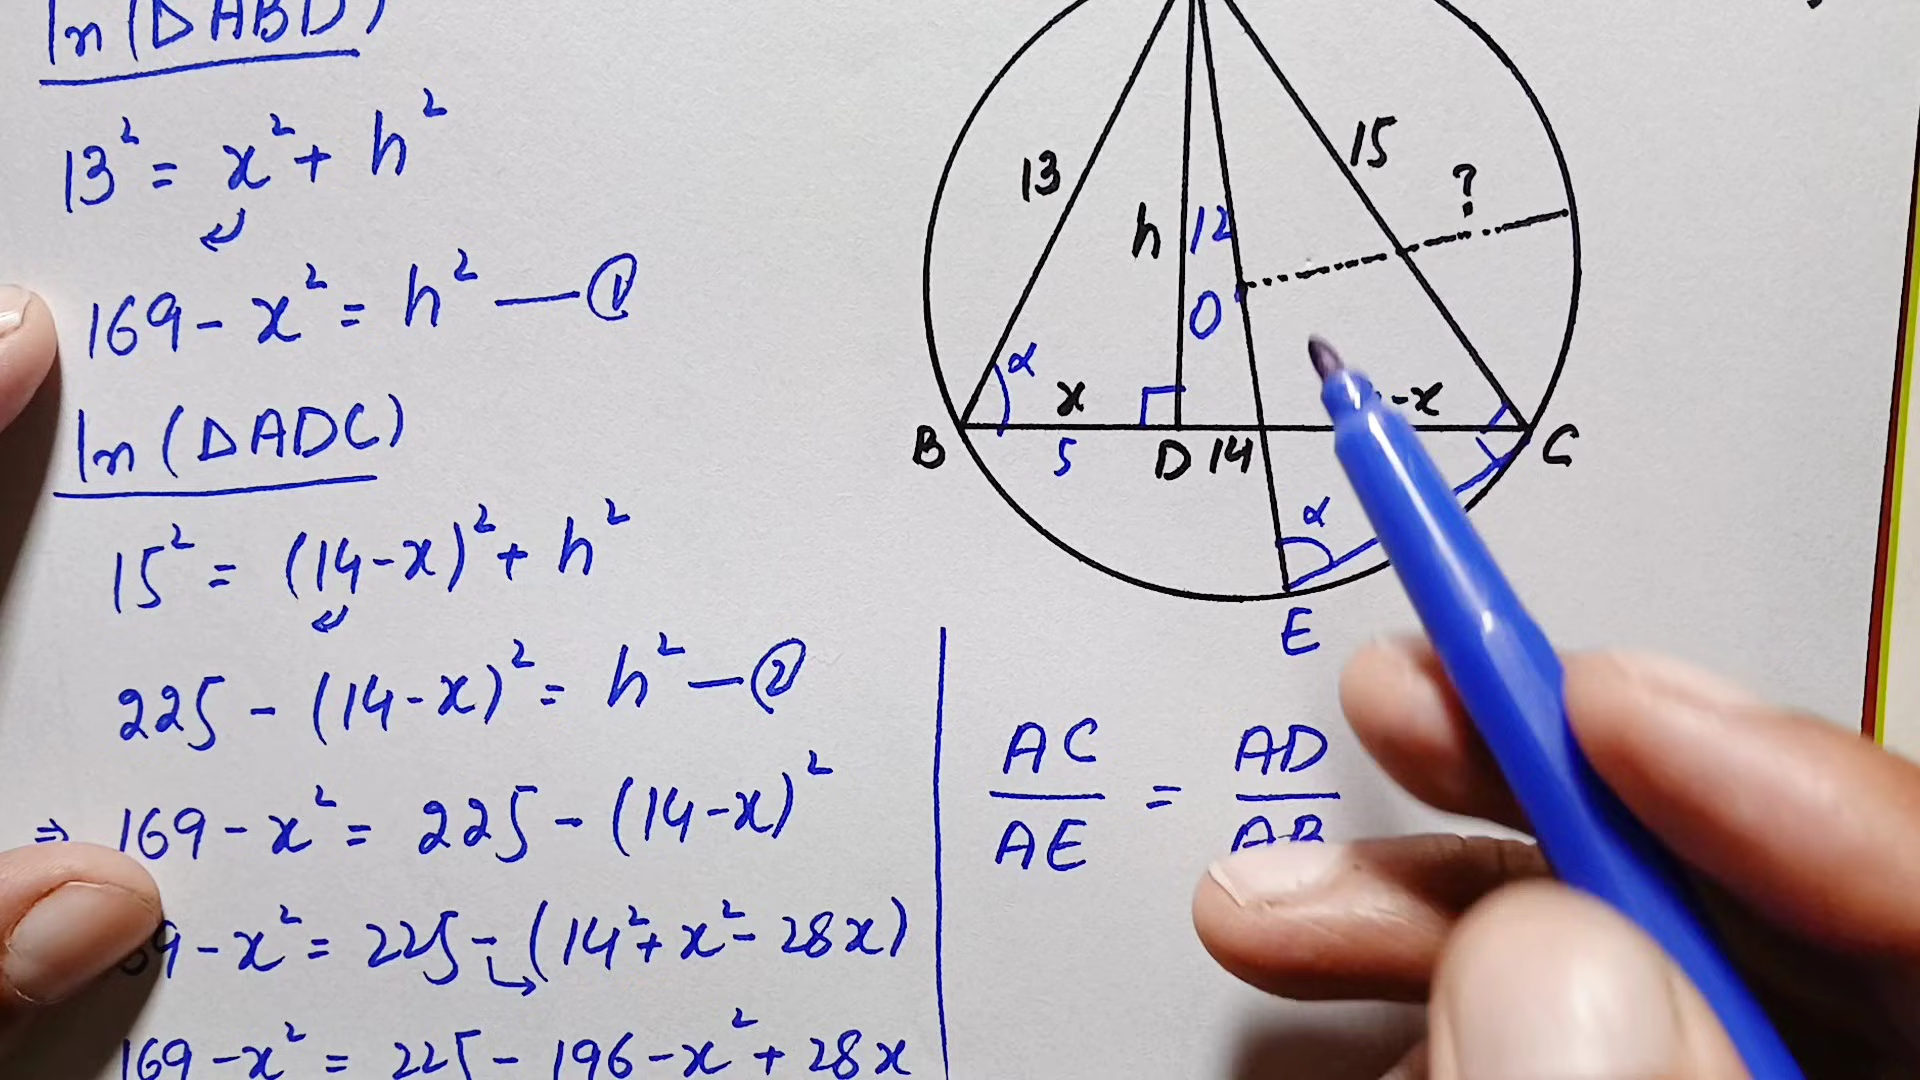 In (ΔABD)
13² = x² + h²
169 - x² = h² — ①
In (ΔADC)
15² = (14-x)² + h²
225 - (14-x)² = h² — ②
⇒ 169 - x² = 225 - (14-x)²
69 - x² = 225 - (14² + x² - 28x)
169 - x² = 225 - 196 - x² + 28x
13
15
?
h
12
O
α
x
-x
B
5
D
14
C
α
E
AC/AE = AD/AB